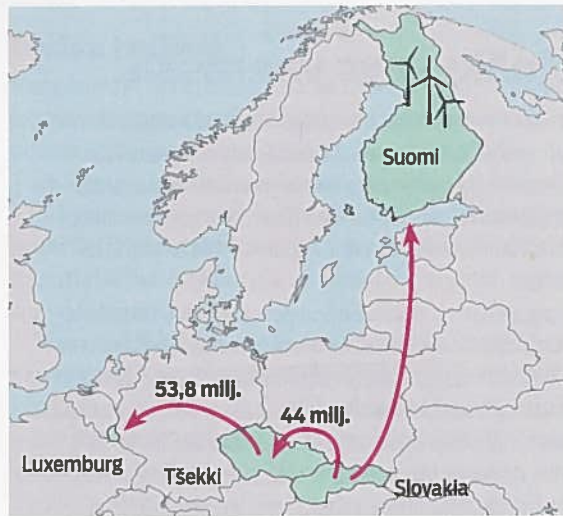 Suomi
53,8 milj.
44 milj.
Luxemburg
Tšekki
Slovakia